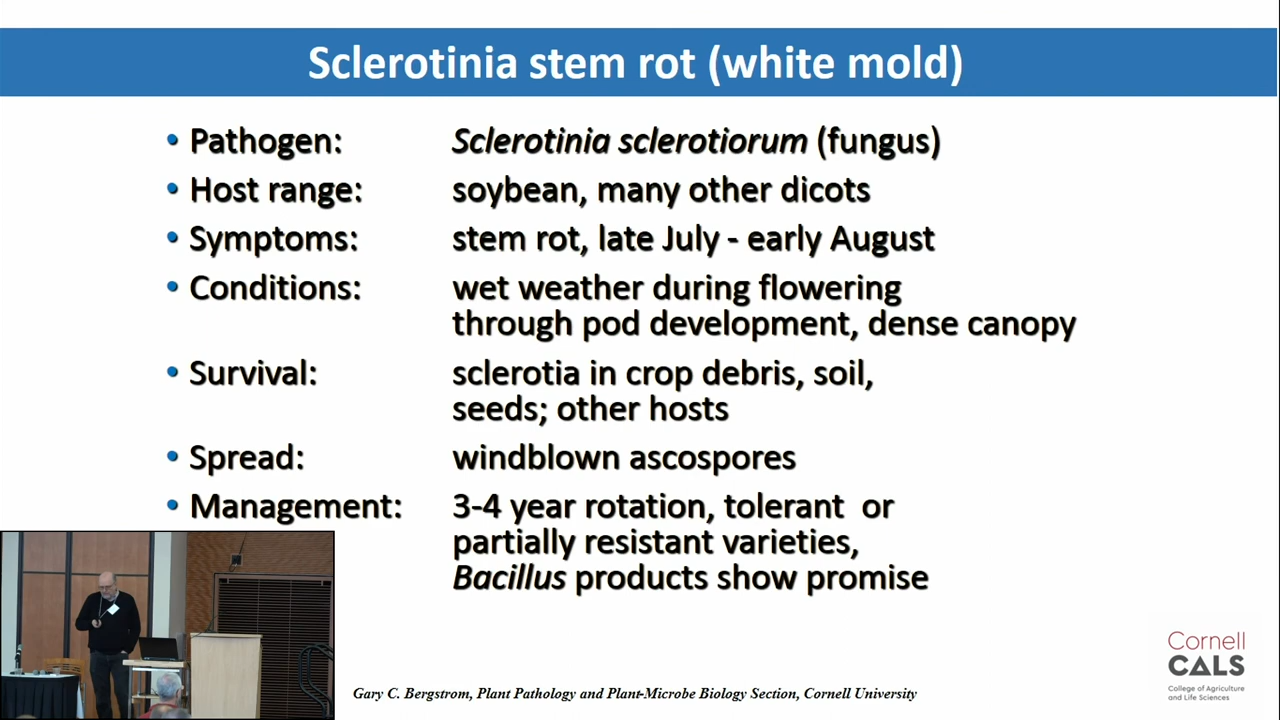 Sclerotinia stem rot (white mold)
• Pathogen: Sclerotinia sclerotiorum (fungus)
• Host range: soybean, many other dicots
• Symptoms: stem rot, late July - early August
• Conditions: wet weather during flowering
through pod development, dense canopy
• Survival: sclerotia in crop debris, soil,
seeds; other hosts
• Spread: windblown ascospores
• Management: 3-4 year rotation, tolerant or
partially resistant varieties,
Bacillus products show promise
Gary C. Bergstrom, Plant Pathology and Plant-Microbe Biology Section, Cornell University
Cornell
CALS
College of Agriculture
and Life Sciences